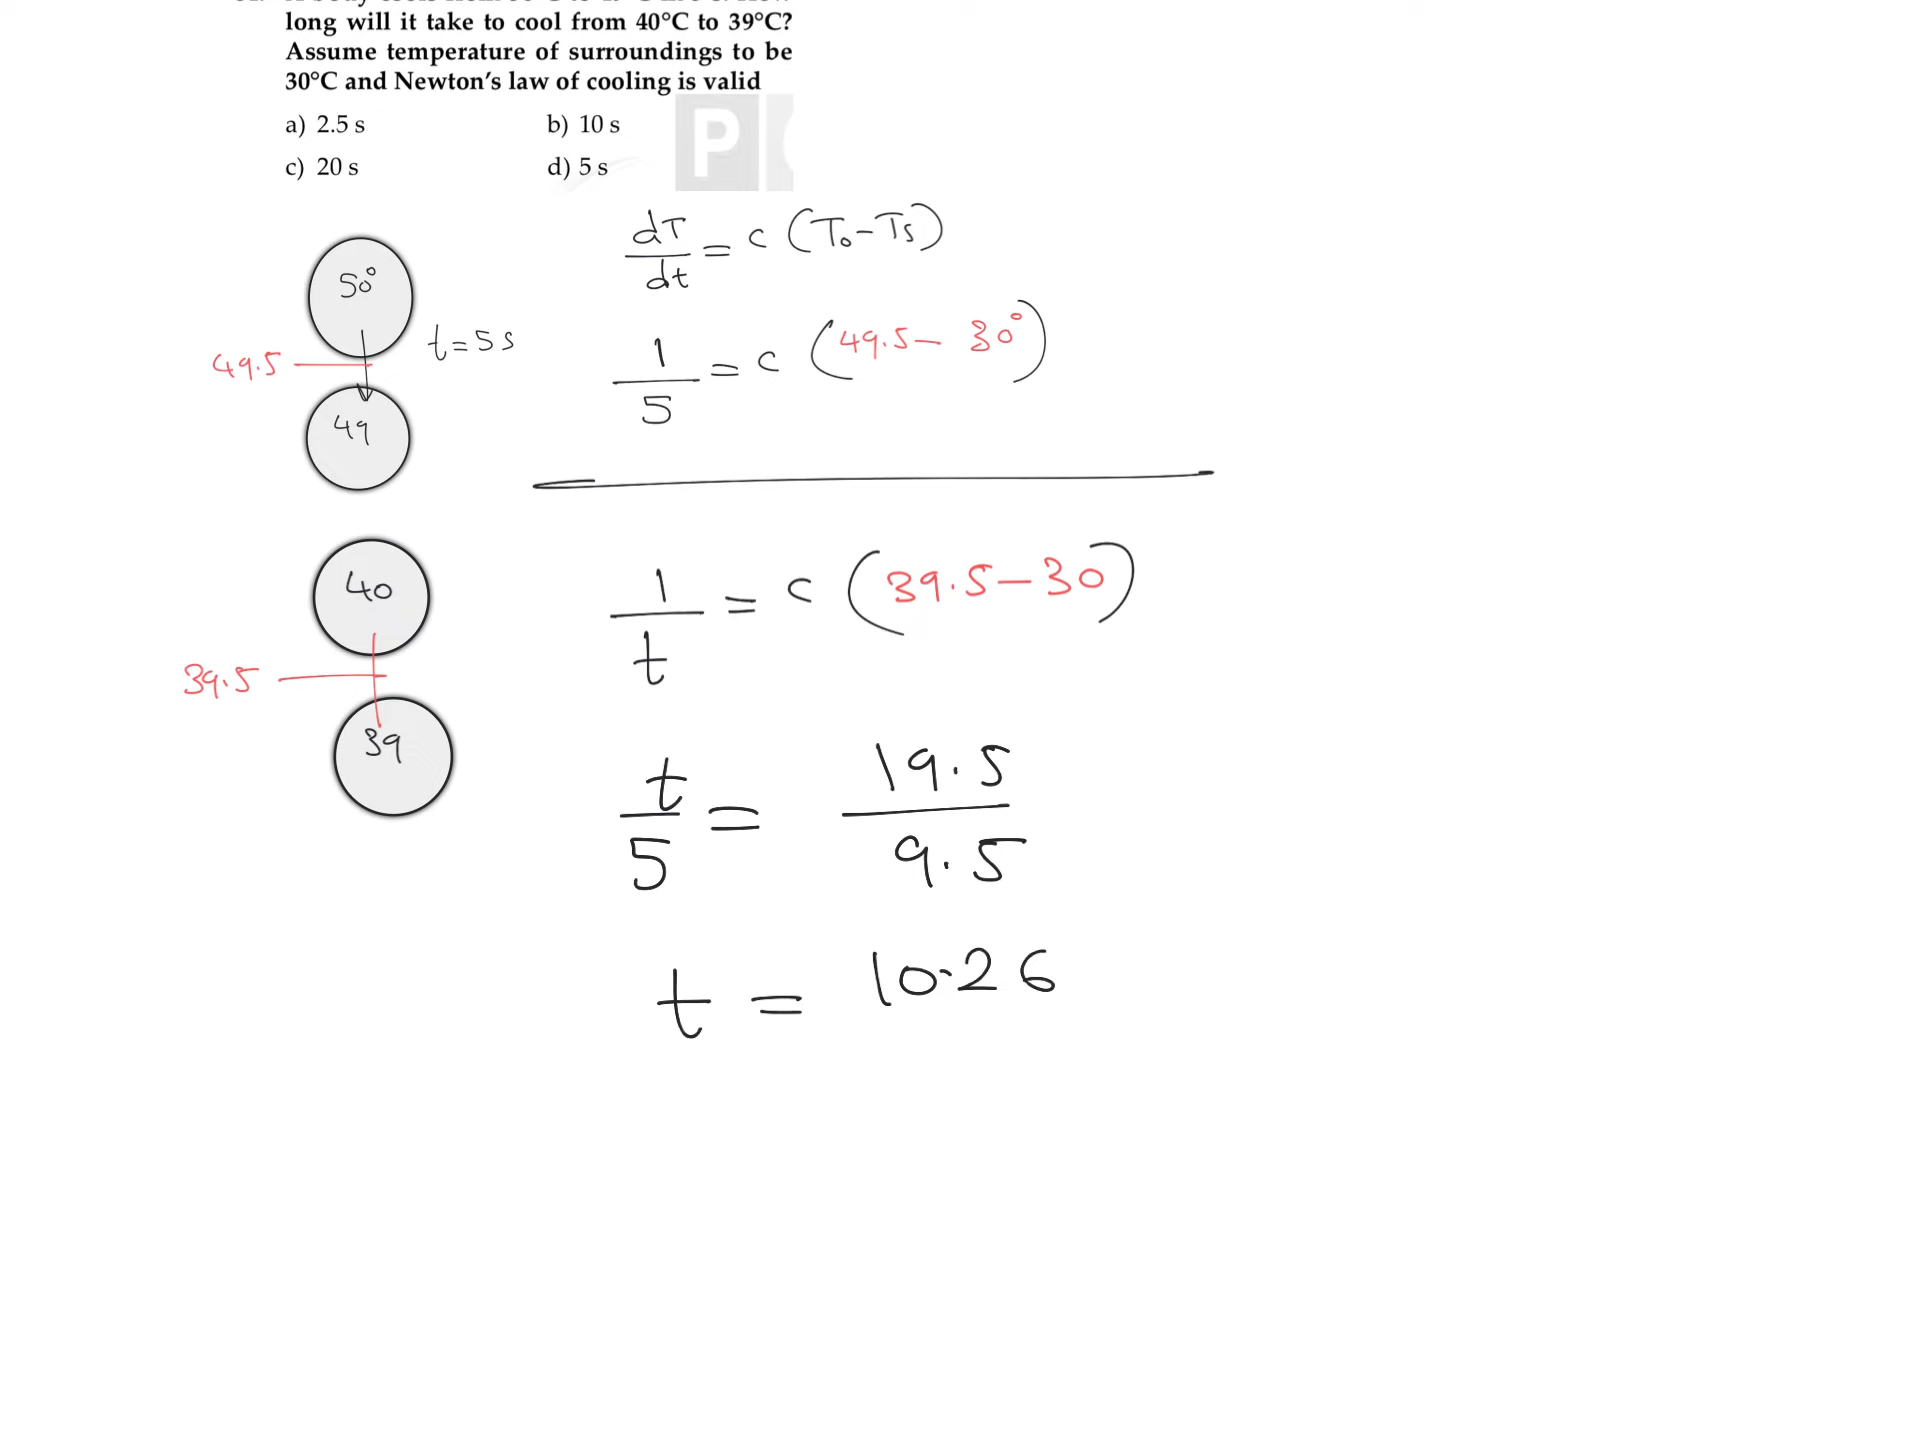 long will it take to cool from 40°C to 39°C?
Assume temperature of surroundings to be
30°C and Newton's law of cooling is valid
a) 2.5 s
b) 10 s
c) 20 s
d) 5 s
P
50°
t = 5 s
49.5
49
dT/dt = c (To - Ts)
1/5 = c (49.5 - 30°)
40
39.5
39
1/t = c (39.5 - 30)
t/5 = 19.5/9.5
t = 10.26